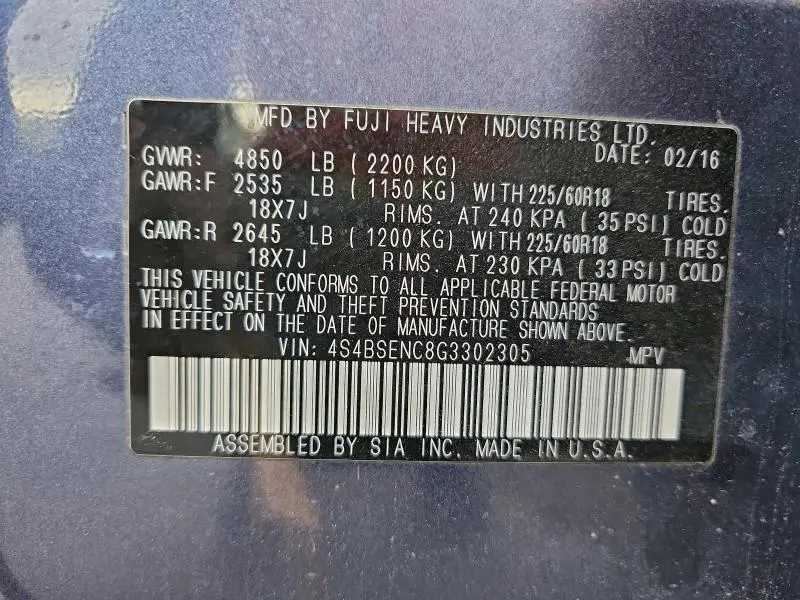 MFD BY FUJI HEAVY INDUSTRIES LTD.
DATE: 02/16
GVWR: 4850 LB ( 2200 KG)
GAWR:F 2535 LB ( 1150 KG) WITH 225/60R18 TIRES.
18X7J RIMS. AT 240 KPA ( 35 PSI) COLD
GAWR:R 2645 LB ( 1200 KG) WITH 225/60R18 TIRES.
18X7J RIMS. AT 230 KPA ( 33 PSI) COLD
THIS VEHICLE CONFORMS TO ALL APPLICABLE FEDERAL MOTOR
VEHICLE SAFETY AND THEFT PREVENTION STANDARDS
IN EFFECT ON THE DATE OF MANUFACTURE SHOWN ABOVE.
VIN: 4S4BSENC8G3302305 MPV
ASSEMBLED BY SIA INC. MADE IN U.S.A.